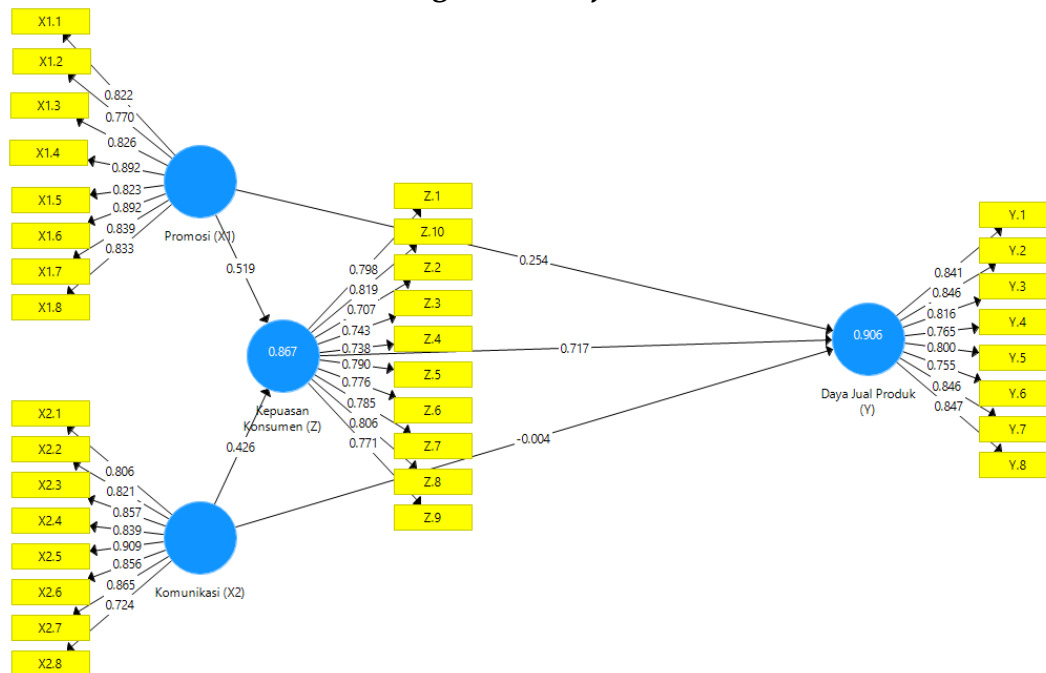 X1.1
X1.2
X1.3
X1.4
X1.5
X1.6
X1.7
X1.8
0.822
0.770
0.826
0.892
0.823
0.892
0.839
0.833
Promosi (X1)
0.519
0.254
Z.1
Z.10
Z.2
Z.3
Z.4
Z.5
Z.6
Z.7
Z.8
Z.9
0.798
0.819
0.707
0.743
0.738
0.790
0.776
0.785
0.806
0.771
0.867
Kepuasan
Konsumen (Z)
0.717
0.426
-0.004
X2.1
X2.2
X2.3
X2.4
X2.5
X2.6
X2.7
X2.8
0.806
0.821
0.857
0.839
0.909
0.856
0.865
0.724
Komunikasi (X2)
0.906
Daya Jual Produk
(Y)
0.841
0.846
0.816
0.765
0.800
0.755
0.846
0.847
Y.1
Y.2
Y.3
Y.4
Y.5
Y.6
Y.7
Y.8